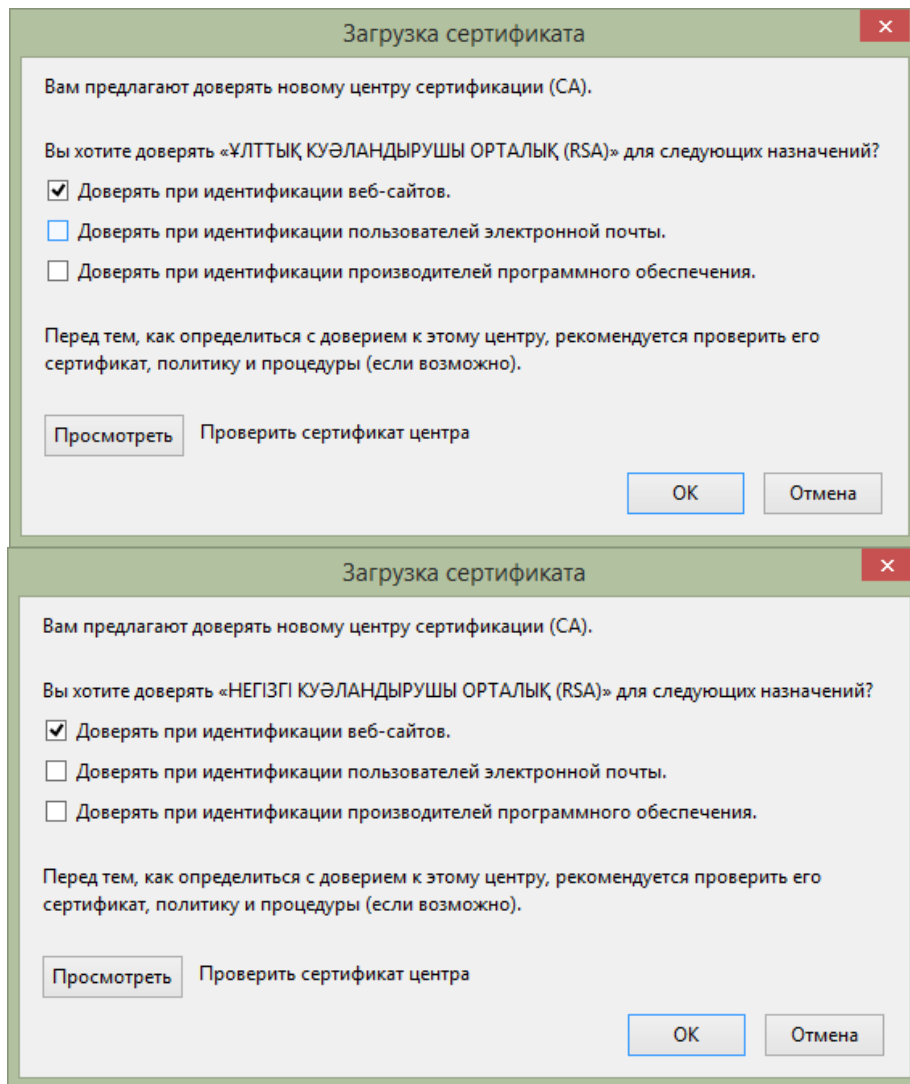 Загрузка сертификата
Вам предлагают доверять новому центру сертификации (CA).
Вы хотите доверять «ҰЛТТЫҚ КУӘЛАНДЫРУШЫ ОРТАЛЫҚ (RSA)» для следующих назначений?
Доверять при идентификации веб-сайтов.
Доверять при идентификации пользователей электронной почты.
Доверять при идентификации производителей программного обеспечения.
Перед тем, как определиться с доверием к этому центру, рекомендуется проверить его
сертификат, политику и процедуры (если возможно).
Просмотреть Проверить сертификат центра
ОК Отмена
Загрузка сертификата
Вам предлагают доверять новому центру сертификации (CA).
Вы хотите доверять «НЕГІЗГІ КУӘЛАНДЫРУШЫ ОРТАЛЫҚ (RSA)» для следующих назначений?
Доверять при идентификации веб-сайтов.
Доверять при идентификации пользователей электронной почты.
Доверять при идентификации производителей программного обеспечения.
Перед тем, как определиться с доверием к этому центру, рекомендуется проверить его
сертификат, политику и процедуры (если возможно).
Просмотреть Проверить сертификат центра
ОК Отмена